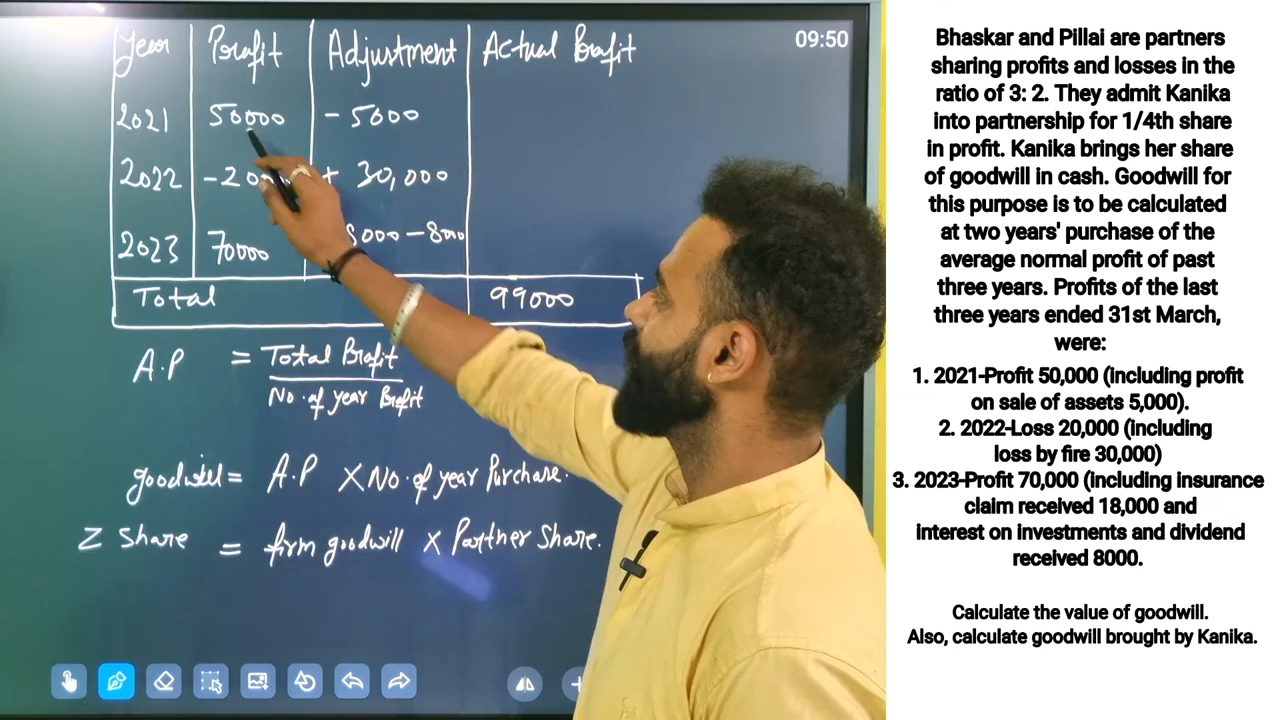 Year Profit Adjustment Actual Profit
09:50
2021 50000 - 5000
2022 + 30,000
2023 70000 - 8000
Total 99000
A.P = Total Profit
No. of year Profit
goodwill = A.P X No. of year Purchase.
Z Share = firm goodwill X Partner Share.
Bhaskar and Pillai are partners
sharing profits and losses in the
ratio of 3: 2. They admit Kanika
into partnership for 1/4th share
in profit. Kanika brings her share
of goodwill in cash. Goodwill for
this purpose is to be calculated
at two years' purchase of the
average normal profit of past
three years. Profits of the last
three years ended 31st March,
were:
1. 2021-Profit 50,000 (including profit
on sale of assets 5,000).
2. 2022-Loss 20,000 (including
loss by fire 30,000)
3. 2023-Profit 70,000 (including insurance
claim received 18,000 and
interest on investments and dividend
received 8000.
Calculate the value of goodwill.
Also, calculate goodwill brought by Kanika.